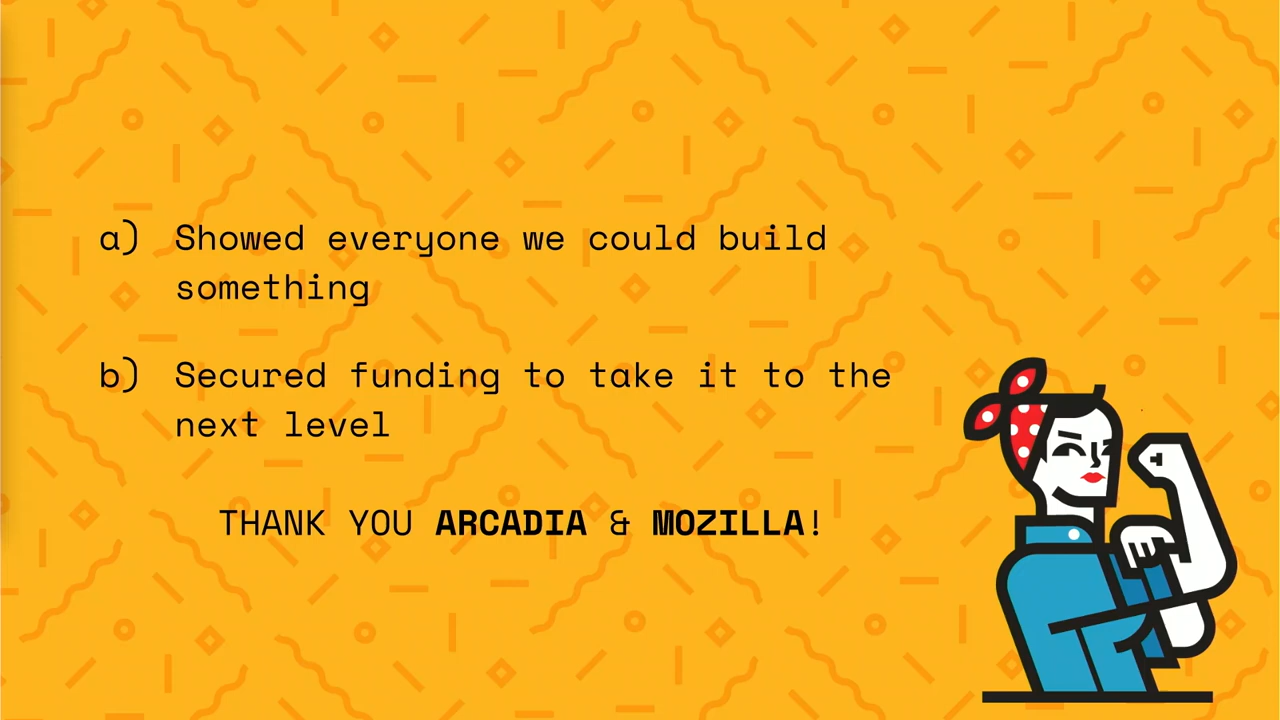 a) Showed everyone we could build
something
b) Secured funding to take it to the
next level
THANK YOU ARCADIA & MOZILLA!